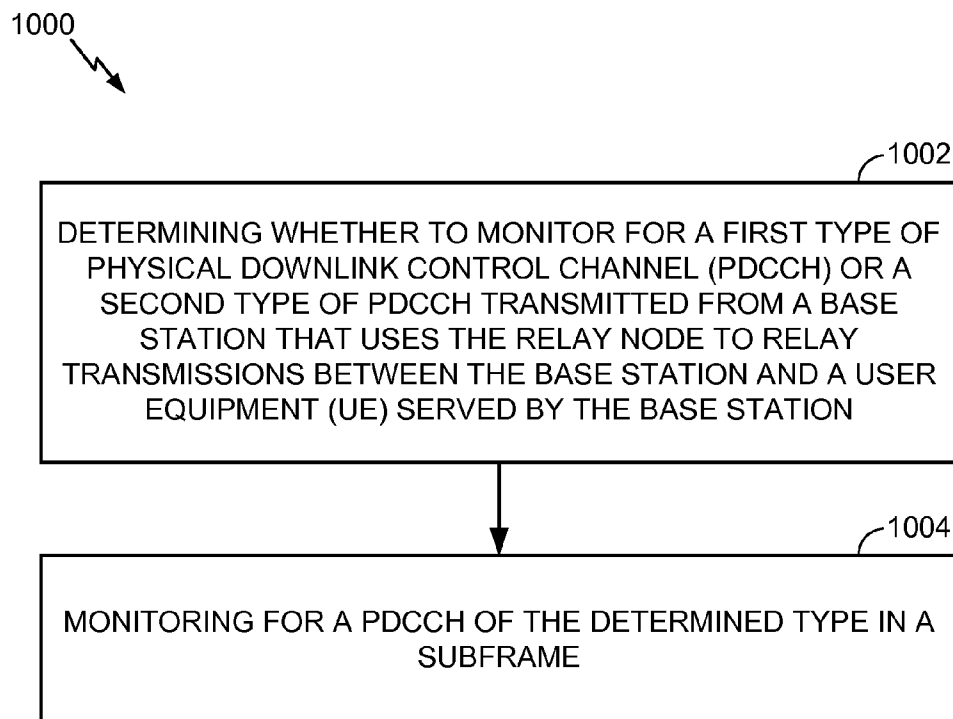 1000
1002
DETERMINING WHETHER TO MONITOR FOR A FIRST TYPE OF
PHYSICAL DOWNLINK CONTROL CHANNEL (PDCCH) OR A
SECOND TYPE OF PDCCH TRANSMITTED FROM A BASE
STATION THAT USES THE RELAY NODE TO RELAY
TRANSMISSIONS BETWEEN THE BASE STATION AND A USER
EQUIPMENT (UE) SERVED BY THE BASE STATION
1004
MONITORING FOR A PDCCH OF THE DETERMINED TYPE IN A
SUBFRAME